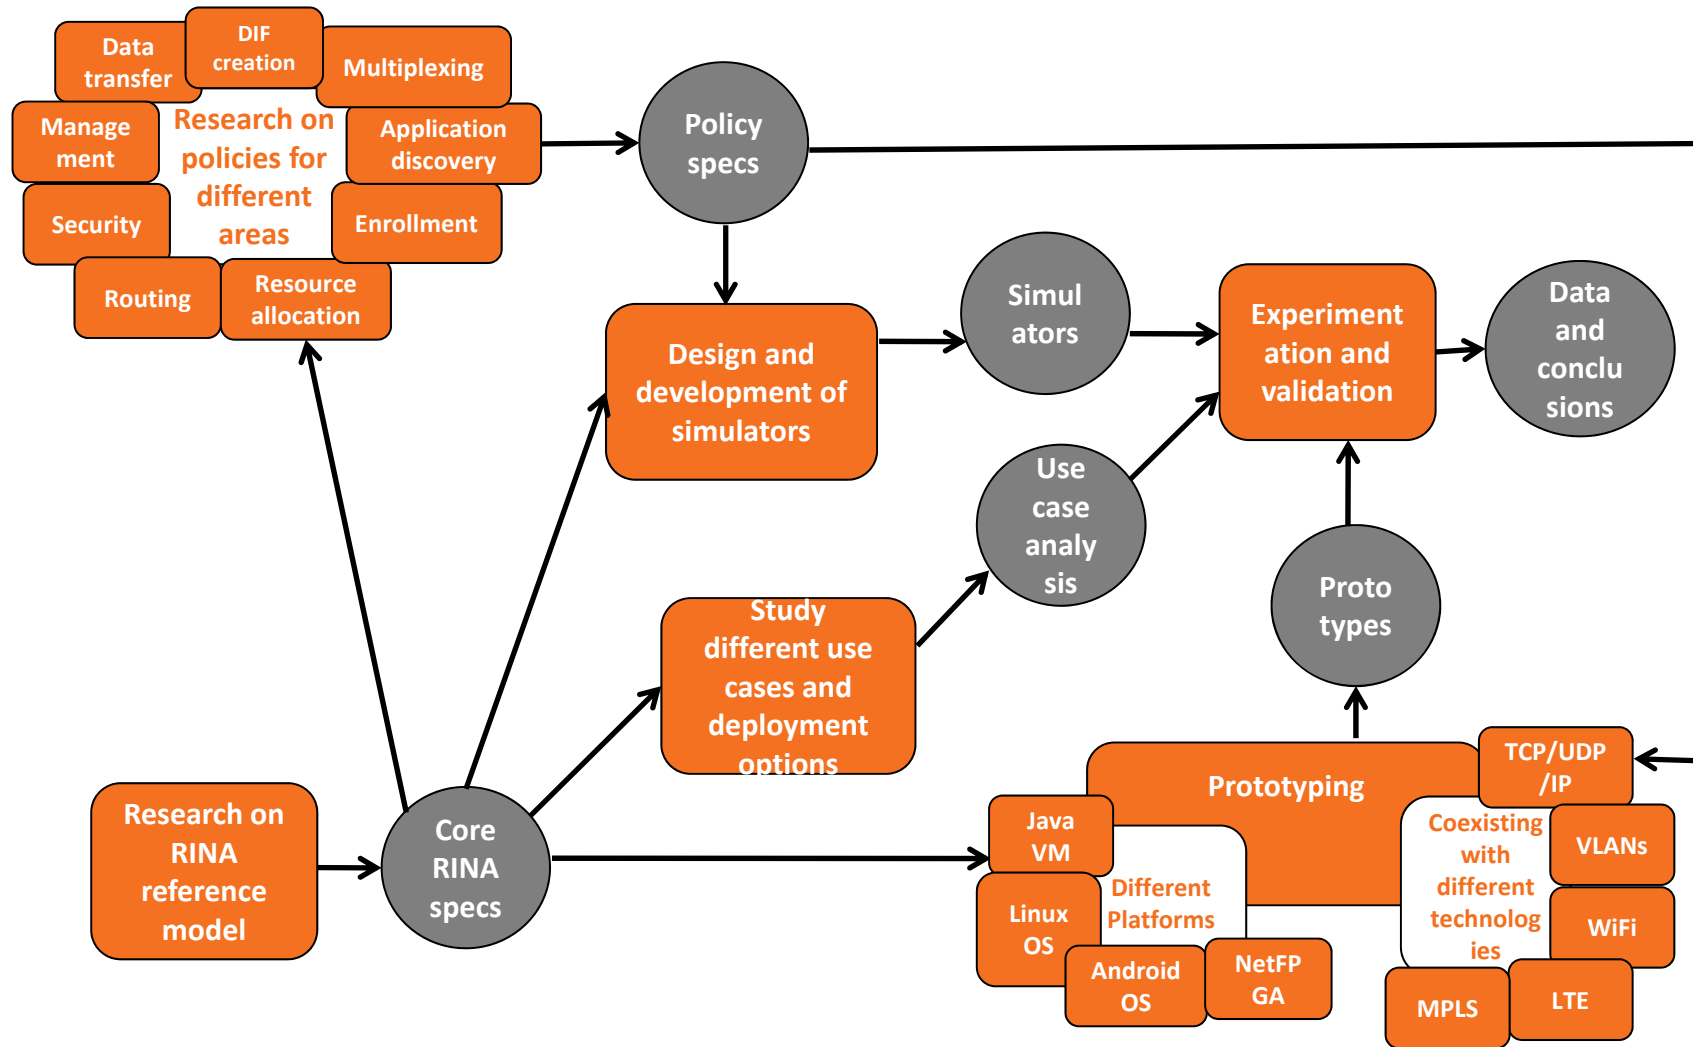 Data
transfer
DIF
creation
Multiplexing
Manage
ment
Research on
policies for
different
areas
Application
discovery
Security
Enrollment
Routing
Resource
allocation
Policy
specs
Design and
development of
simulators
Simul
ators
Experiment
ation and
validation
Data
and
conclu
sions
Use
case
analy
sis
Study
different use
cases and
deployment
options
Proto
types
Research on
RINA
reference
model
Core
RINA
specs
Prototyping
Java
VM
Linux
OS
Different
Platforms
Android
OS
NetFP
GA
TCP/UDP
/IP
Coexisting
with
different
technolog
ies
VLANs
WiFi
LTE
MPLS